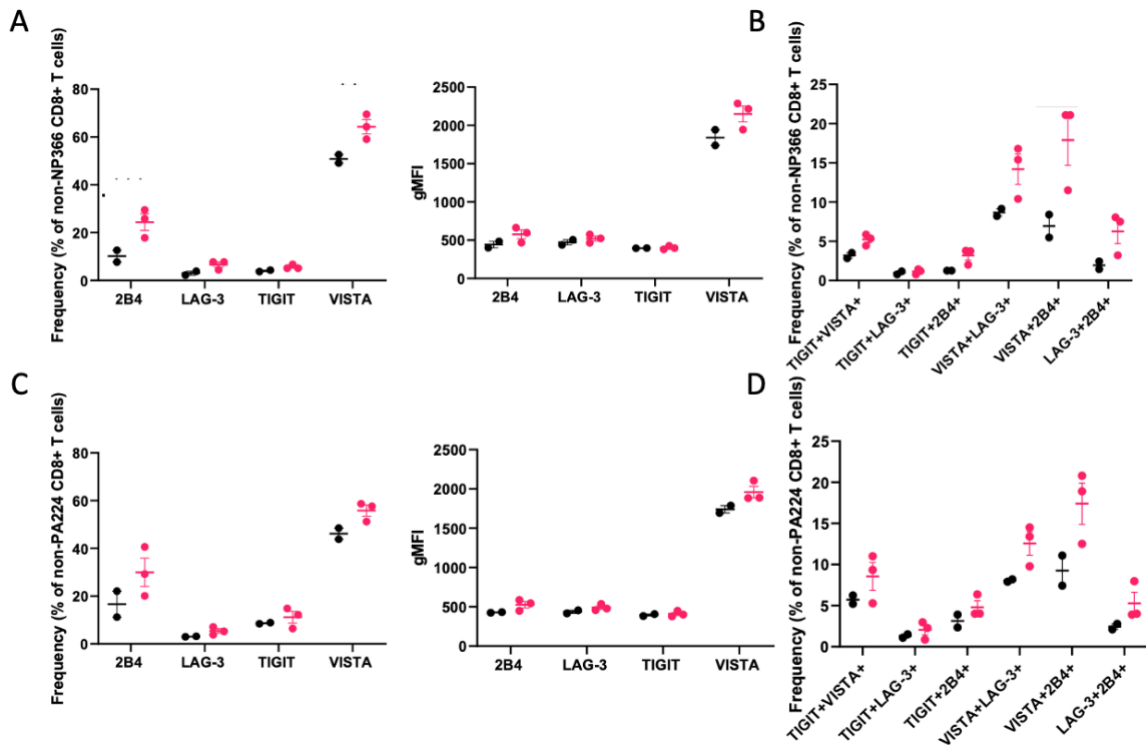 A
B
Frequency (% of non-NP366 CD8+ T cells)
80
60
40
20
0
2B4
LAG-3
TIGIT
VISTA
gMFI
2500
2000
1500
1000
500
0
2B4
LAG-3
TIGIT
VISTA
Frequency (% of non-NP366 CD8+ T cells)
25
20
15
10
5
0
TIGIT+VISTA+
TIGIT+LAG-3+
TIGIT+2B4+
VISTA+LAG-3+
VISTA+2B4+
LAG-3+2B4+
C
D
Frequency (% of non-PA224 CD8+ T cells)
80
60
40
20
0
2B4
LAG-3
TIGIT
VISTA
gMFI
2500
2000
1500
1000
500
0
2B4
LAG-3
TIGIT
VISTA
Frequency (% of non-PA224 CD8+ T cells)
25
20
15
10
5
0
TIGIT+VISTA+
TIGIT+LAG-3+
TIGIT+2B4+
VISTA+LAG-3+
VISTA+2B4+
LAG-3+2B4+